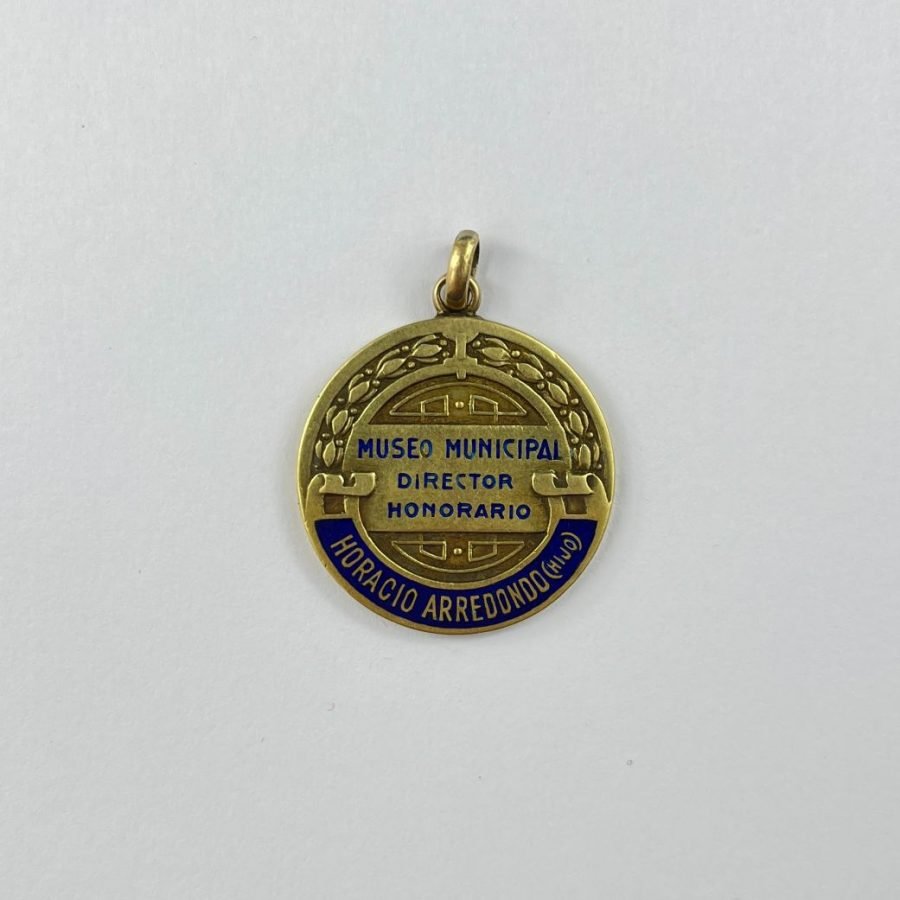 MUSEO MUNICIPAL
DIRECTOR
HONORARIO
HORACIO ARREDONDO (HIJO)